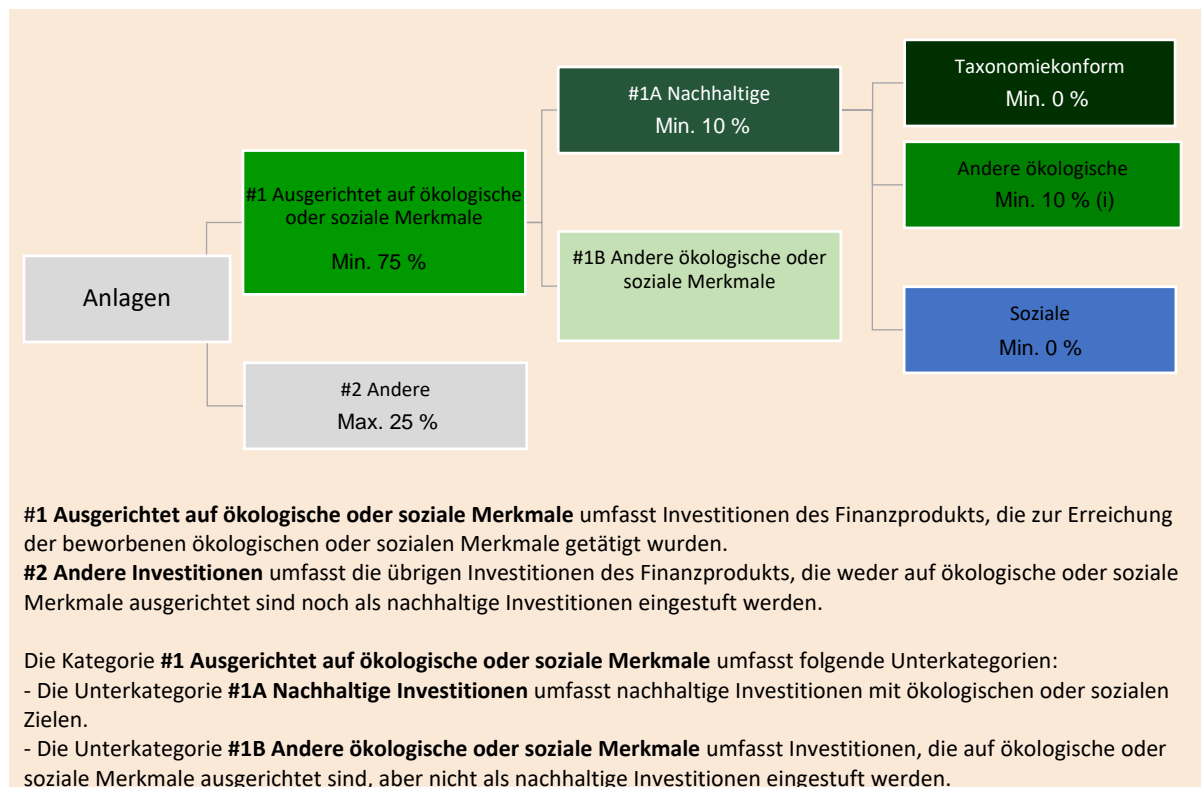 Anlagen
#1 Ausgerichtet auf ökologische
oder soziale Merkmale
Min. 75 %
#2 Andere
Max. 25 %
#1A Nachhaltige
Min. 10 %
#1B Andere ökologische oder
soziale Merkmale
Taxonomiekonform
Min. 0 %
Andere ökologische
Min. 10 % (i)
Soziale
Min. 0 %
#1 Ausgerichtet auf ökologische oder soziale Merkmale umfasst Investitionen des Finanzprodukts, die zur Erreichung
der beworbenen ökologischen oder sozialen Merkmale getätigt wurden.
#2 Andere Investitionen umfasst die übrigen Investitionen des Finanzprodukts, die weder auf ökologische oder soziale
Merkmale ausgerichtet sind noch als nachhaltige Investitionen eingestuft werden.
Die Kategorie #1 Ausgerichtet auf ökologische oder soziale Merkmale umfasst folgende Unterkategorien:
- Die Unterkategorie #1A Nachhaltige Investitionen umfasst nachhaltige Investitionen mit ökologischen oder sozialen
Zielen.
- Die Unterkategorie #1B Andere ökologische oder soziale Merkmale umfasst Investitionen, die auf ökologische oder
soziale Merkmale ausgerichtet sind, aber nicht als nachhaltige Investitionen eingestuft werden.